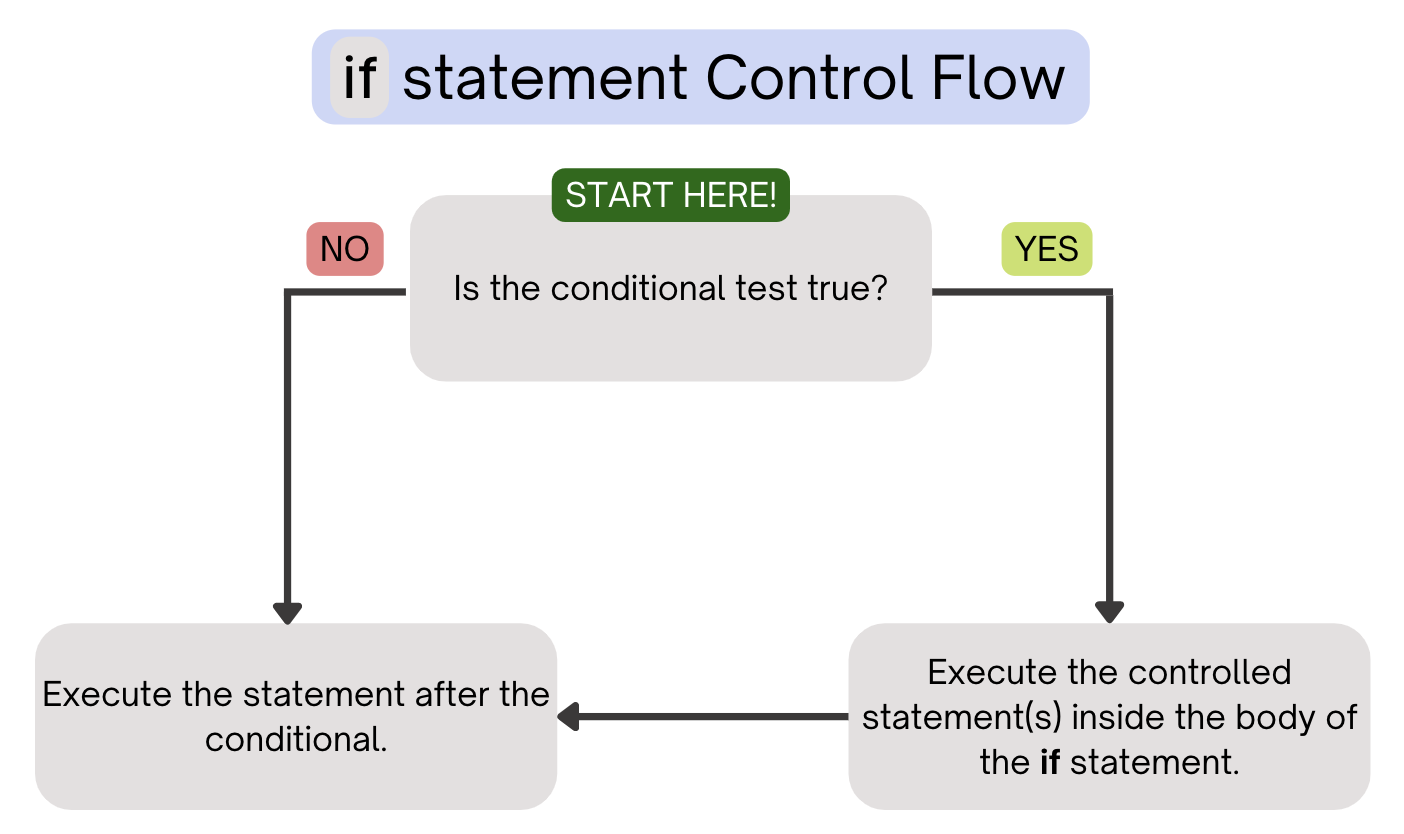 if statement Control Flow
START HERE!
NO
YES
Is the conditional test true?
Execute the statement after the
conditional.
Execute the controlled
statement(s) inside the body of
the if statement.